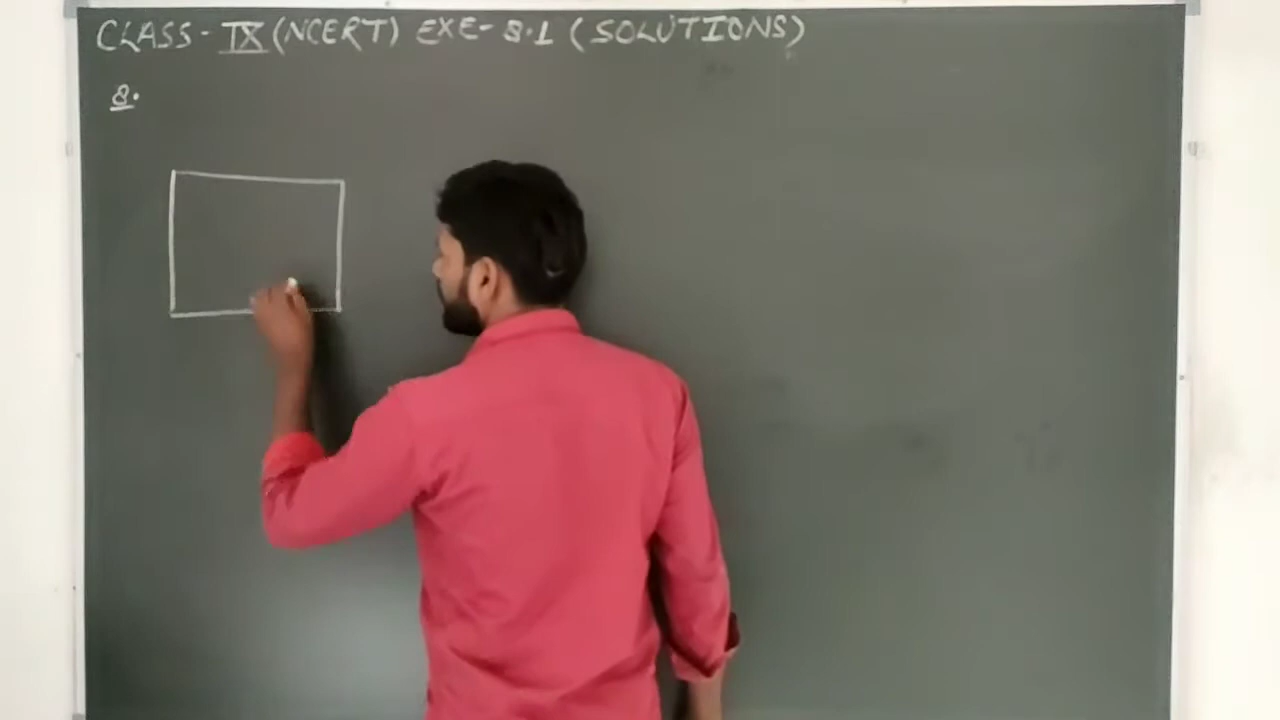 CLASS - IX (NCERT) EXE- 8.1 (SOLUTIONS)
8.